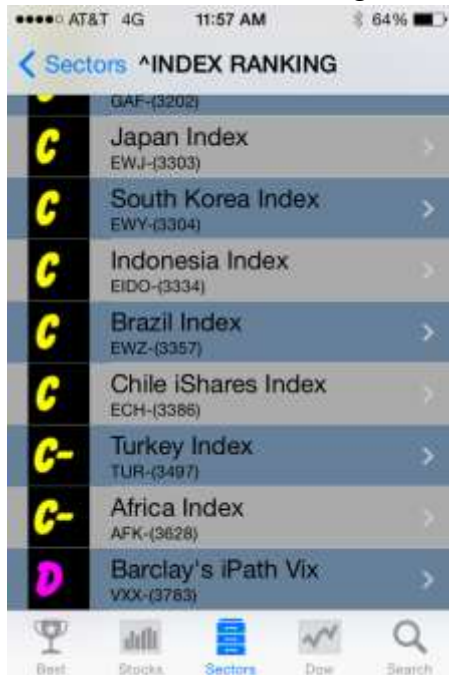 AT&T 4G 11:57 AM 64%
Sectors ^INDEX RANKING
GAF-(3202)
C Japan Index
EWJ-(3303)
C South Korea Index
EWY-(3304)
C Indonesia Index
EIDO-(3334)
C Brazil Index
EWZ-(3357)
C Chile iShares Index
ECH-(3386)
C- Turkey Index
TUR-(3497)
C- Africa Index
AFK-(3628)
D Barclay's iPath Vix
VXX-(3783)
Best Stocks Sectors Dow Search